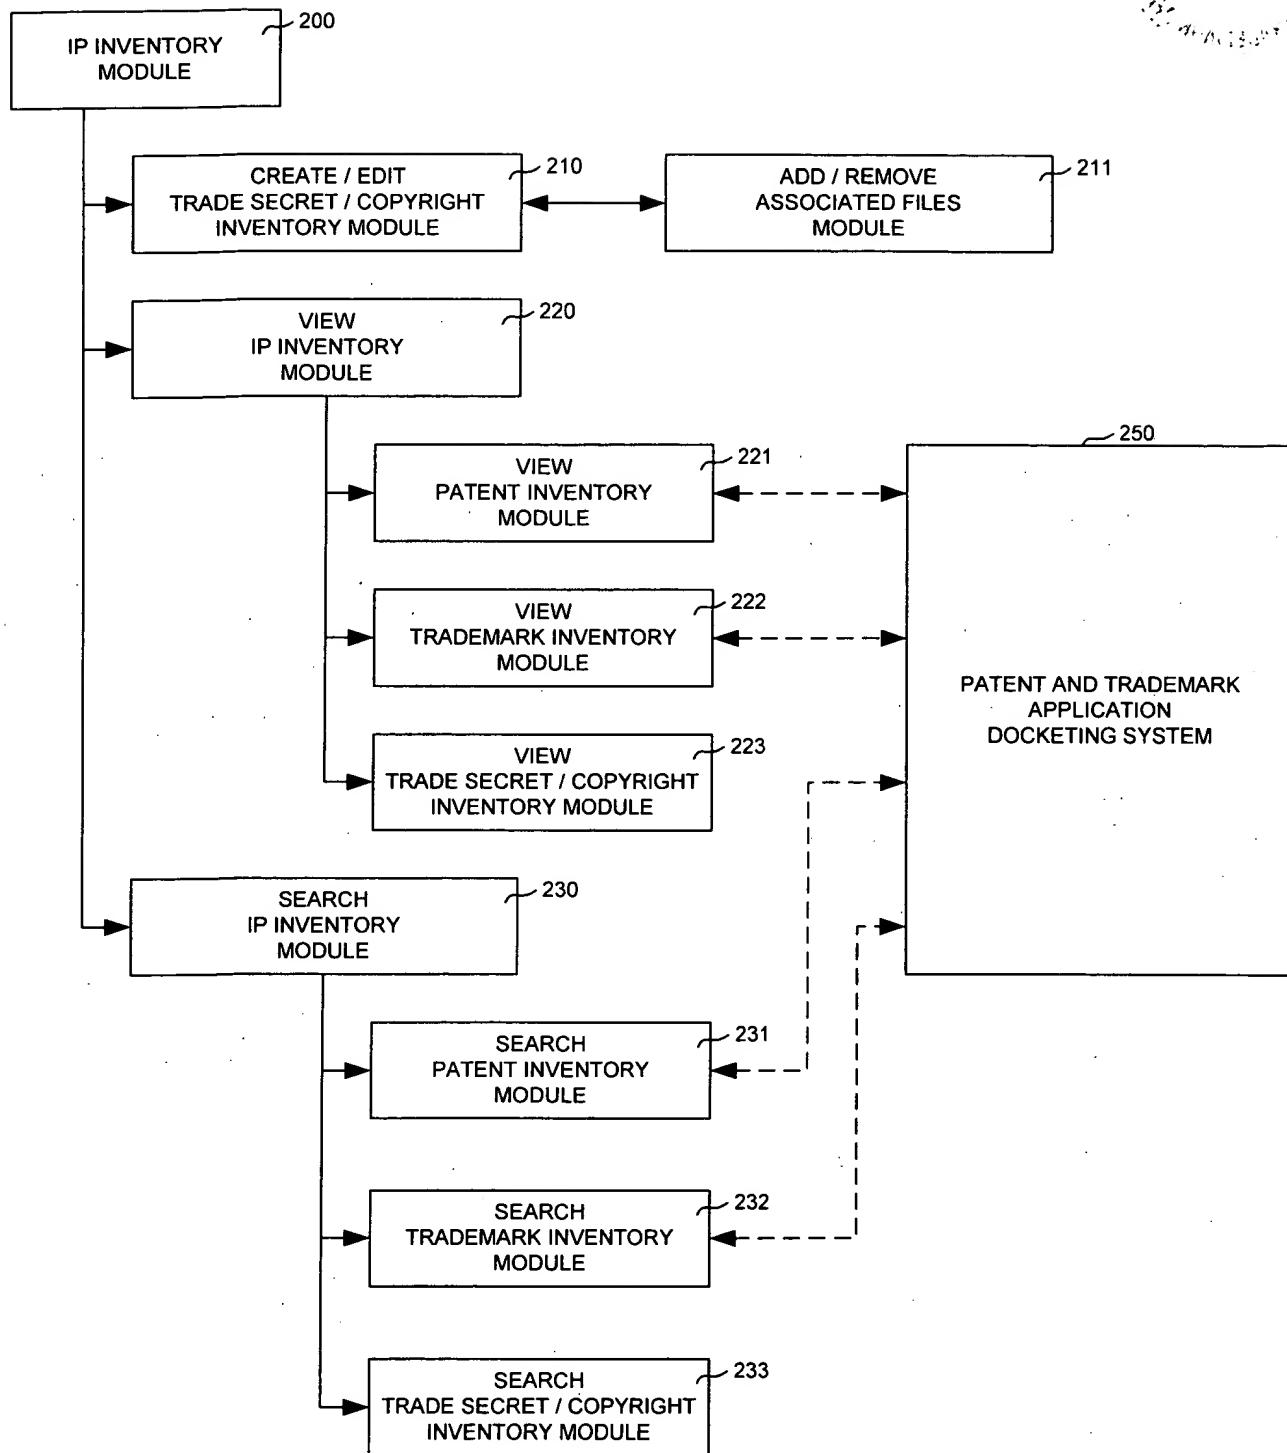 200
IP INVENTORY
MODULE
210
CREATE / EDIT
TRADE SECRET / COPYRIGHT
INVENTORY MODULE
211
ADD / REMOVE
ASSOCIATED FILES
MODULE
220
VIEW
IP INVENTORY
MODULE
250
PATENT AND TRADEMARK
APPLICATION
DOCKETING SYSTEM
221
VIEW
PATENT INVENTORY
MODULE
222
VIEW
TRADEMARK INVENTORY
MODULE
223
VIEW
TRADE SECRET / COPYRIGHT
INVENTORY MODULE
230
SEARCH
IP INVENTORY
MODULE
231
SEARCH
PATENT INVENTORY
MODULE
232
SEARCH
TRADEMARK INVENTORY
MODULE
233
SEARCH
TRADE SECRET / COPYRIGHT
INVENTORY MODULE